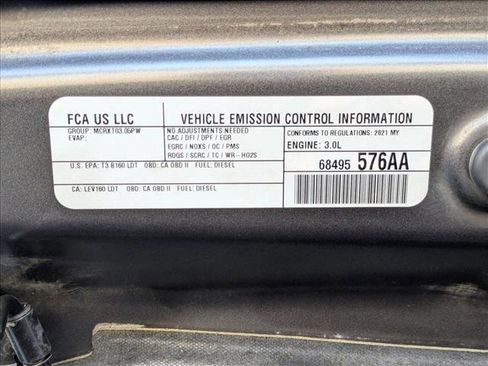 FCA US LLC
VEHICLE EMISSION CONTROL INFORMATION
GROUP: MCRXT03.05PW
EVAP:
NO ADJUSTMENTS NEEDED
CAC / DFI / DPF / EGR
EGRC / NOXS / OC / PMS
RDQS / SCRC / TC / WR-HO2S
CONFORMS TO REGULATIONS: 2021 MY
ENGINE: 3.0L
68495 576AA
U.S. EPA: T3 B160 LDT OBD: CA OBD II FUEL: DIESEL
CA: LEV160 LDT OBD: CA OBD II FUEL: DIESEL